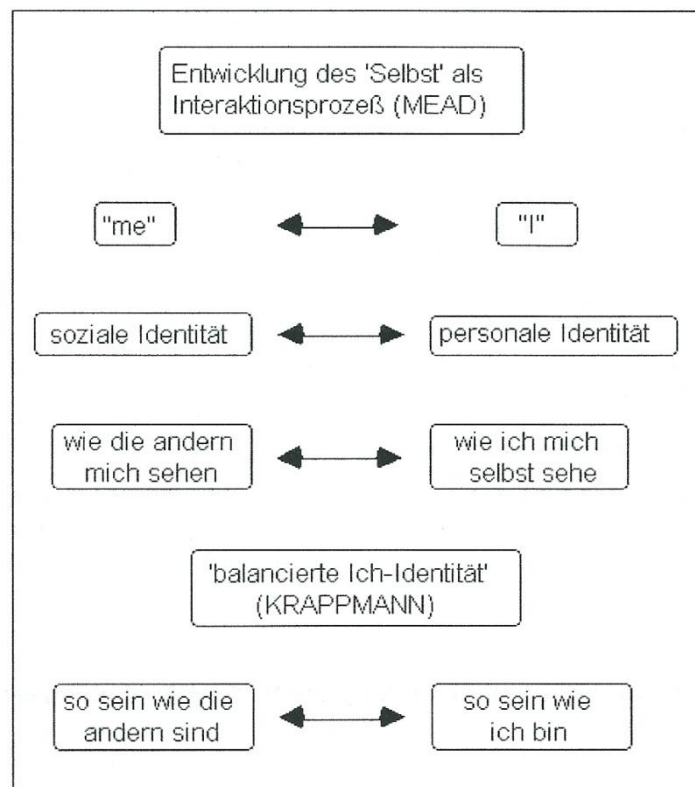 Entwicklung des 'Selbst' als
Interaktionsprozeß (MEAD)
"me"
"I"
soziale Identität
personale Identität
wie die andern
mich sehen
wie ich mich
selbst sehe
'balancierte Ich-Identität'
(KRAPPMANN)
so sein wie die
andern sind
so sein wie
ich bin